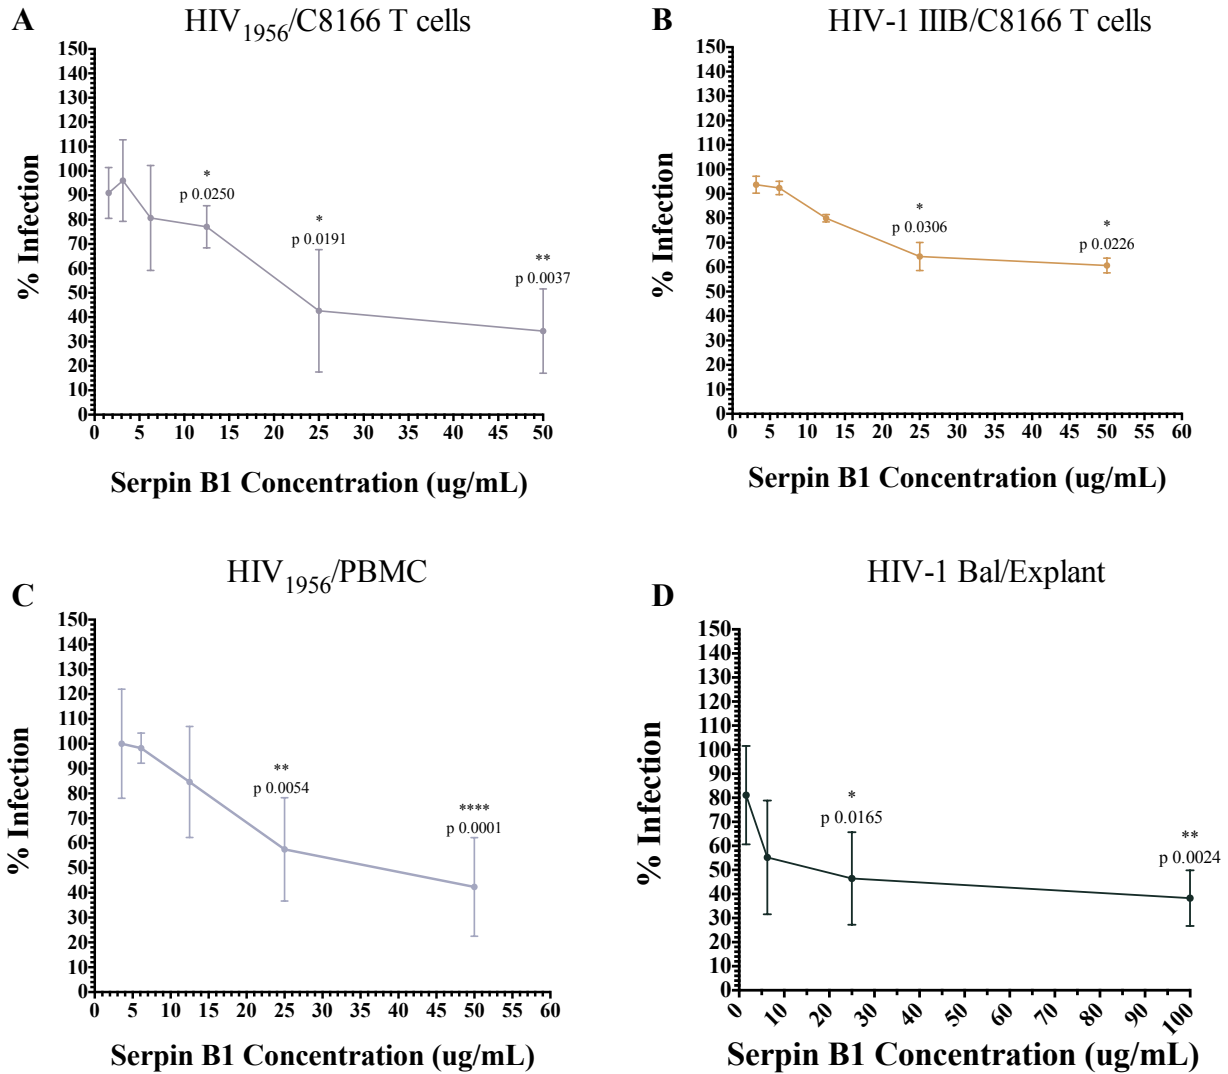 A
HIV1956/C8166 T cells
150
140
130
120
110
100
90
80
70
60
50
40
30
20
10
0
% Infection
*
p 0.0250
*
p 0.0191
**
p 0.0037
0 5 10 15 20 25 30 35 40 45 50
Serpin B1 Concentration (ug/mL)
B
HIV-1 IIIB/C8166 T cells
150
140
130
120
110
100
90
80
70
60
50
40
30
20
10
0
% Infection
*
p 0.0306
*
p 0.0226
0 5 10 15 20 25 30 35 40 45 50 55 60
Serpin B1 Concentration (ug/mL)
C
HIV1956/PBMC
150
140
130
120
110
100
90
80
70
60
50
40
30
20
10
0
% Infection
**
p 0.0054
****
p 0.0001
0 5 10 15 20 25 30 35 40 45 50 55 60
Serpin B1 Concentration (ug/mL)
D
HIV-1 Bal/Explant
150
140
130
120
110
100
90
80
70
60
50
40
30
20
10
0
% Infection
*
p 0.0165
**
p 0.0024
0 10 20 30 40 50 60 70 80 90 100
Serpin B1 Concentration (ug/mL)